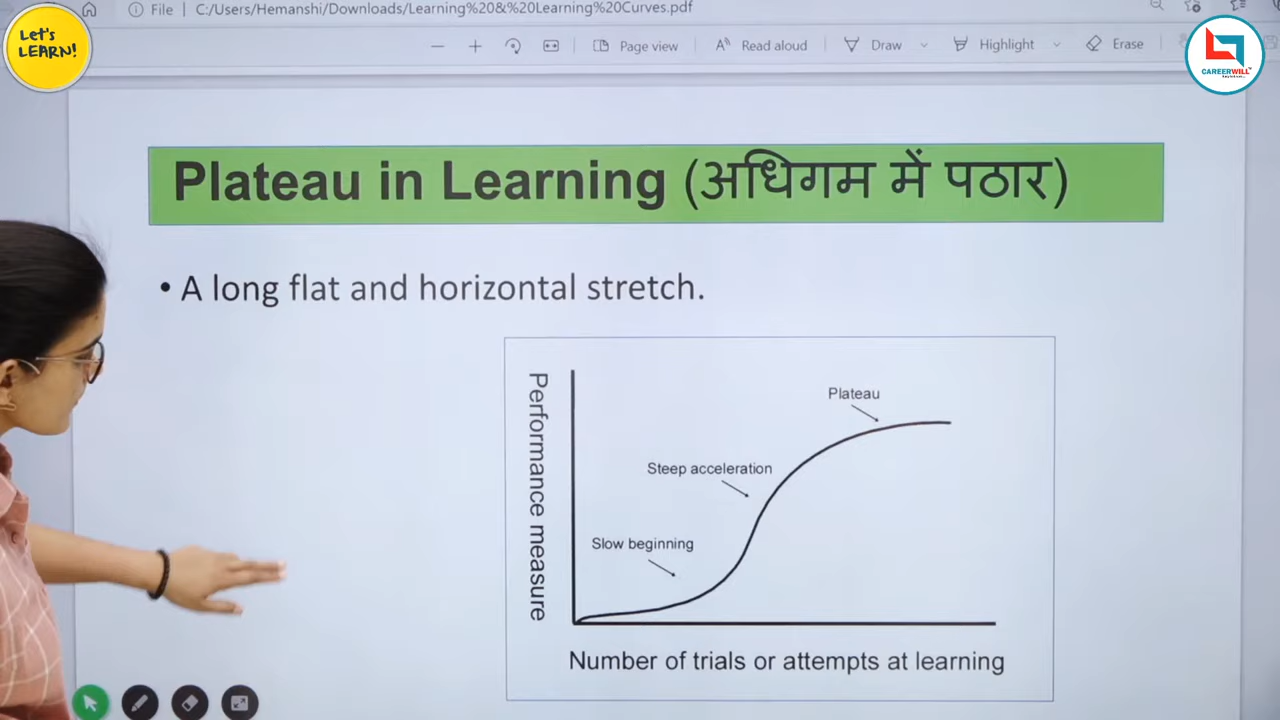 Let's
LEARN!
File | C:/Users/Hemanshi/Downloads/Learning%20&%20Learning%20Curves.pdf
Page view
Read aloud
Draw
Highlight
Erase
CAREERWILL
Plateau in Learning (अधिगम में पठार)
• A long flat and horizontal stretch.
Performance measure
Plateau
Steep acceleration
Slow beginning
Number of trials or attempts at learning